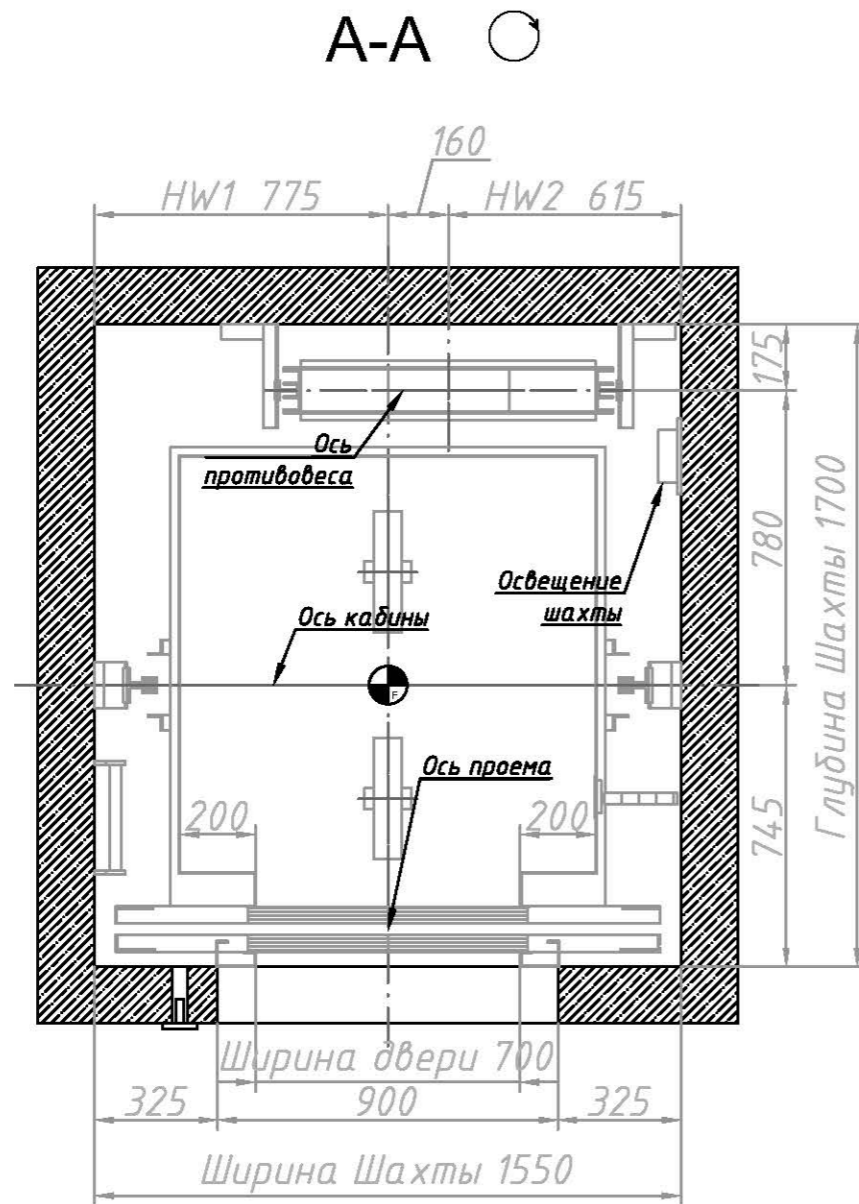 А-А
160
HW1 775
HW2 615
175
Ось
противовеса
780
Глубина Шахты 1700
Освещение
шахты
Ось кабины
F
Ось проема
200
200
745
Ширина двери 700
325
900
325
Ширина Шахты 1550